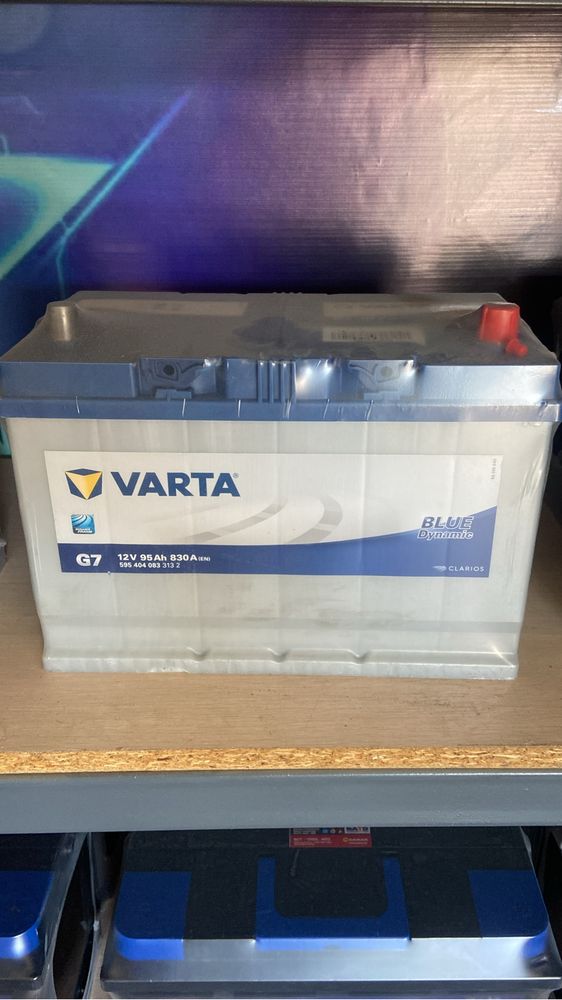 VARTA®
BLUE
Dynamic
G7 12V 95Ah 830A(EN)
595 404 083 313 2
CLARIOS